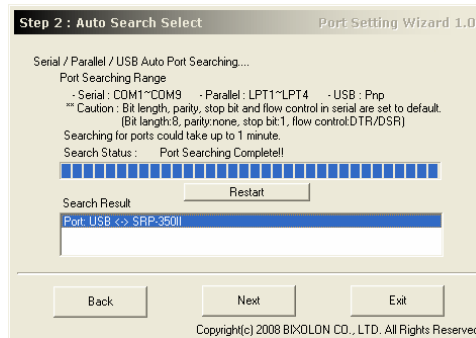 Step 2 : Auto Search Select Port Setting Wizard 1.0
Serial / Parallel / USB Auto Port Searching....
Port Searching Range
- Serial : COM1~COM9 - Parallel : LPT1~LPT4 - USB : Pnp
** Caution : Bit length, parity, stop bit and flow control in serial are set to default.
(Bit length:8, parity:none, stop bit:1, flow control:DTR/DSR)
Searching for ports could take up to 1 minute.
Search Status : Port Searching Complete!!
Restart
Search Result
Port: USB <-> SRP-350II
Back Next Exit
Copyright(c) 2008 BIXOLON CO., LTD. All Rights Reserved